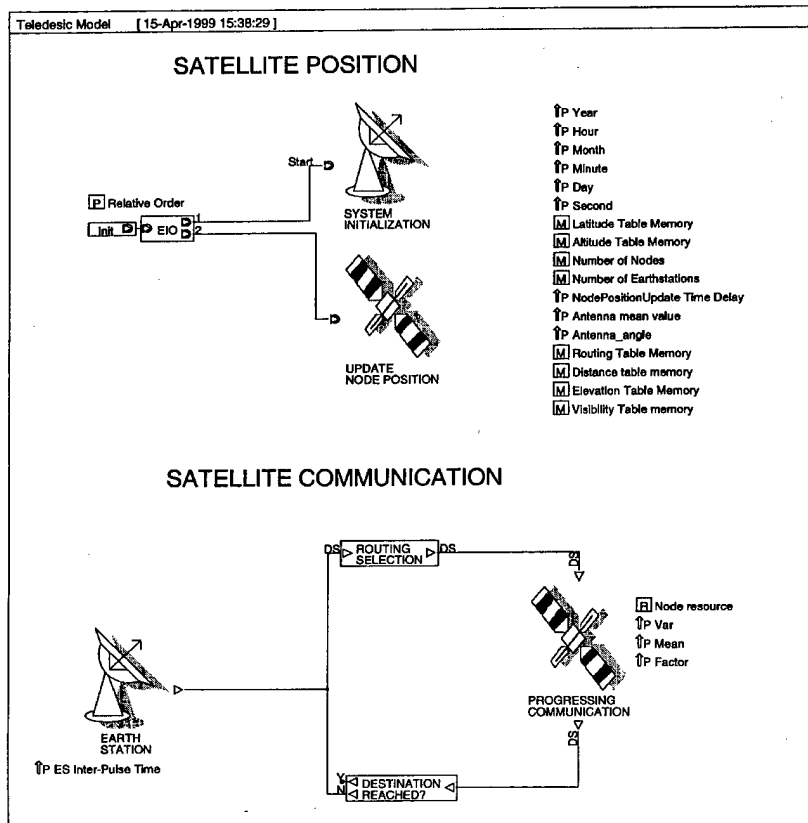 Teledesic Model [ 15-Apr-1999 15:38:29 ]
SATELLITE POSITION
Start
P Relative Order
Init
EIO
1
2
SYSTEM
INITIALIZATION
UPDATE
NODE POSITION
⇑P Year
⇑P Hour
⇑P Month
⇑P Minute
⇑P Day
⇑P Second
M Latitude Table Memory
M Altitude Table Memory
M Number of Nodes
M Number of Earthstations
⇑P NodePositionUpdate Time Delay
⇑P Antenna mean value
⇑P Antenna_angle
M Routing Table Memory
M Distance table memory
M Elevation Table Memory
M Visibility Table memory
SATELLITE COMMUNICATION
DS
ROUTING
SELECTION
DS
DS
R Node resource
⇑P Var
⇑P Mean
⇑P Factor
PROGRESSING
COMMUNICATION
DS
EARTH
STATION
⇑P ES Inter-Pulse Time
Y
N
DESTINATION
REACHED?